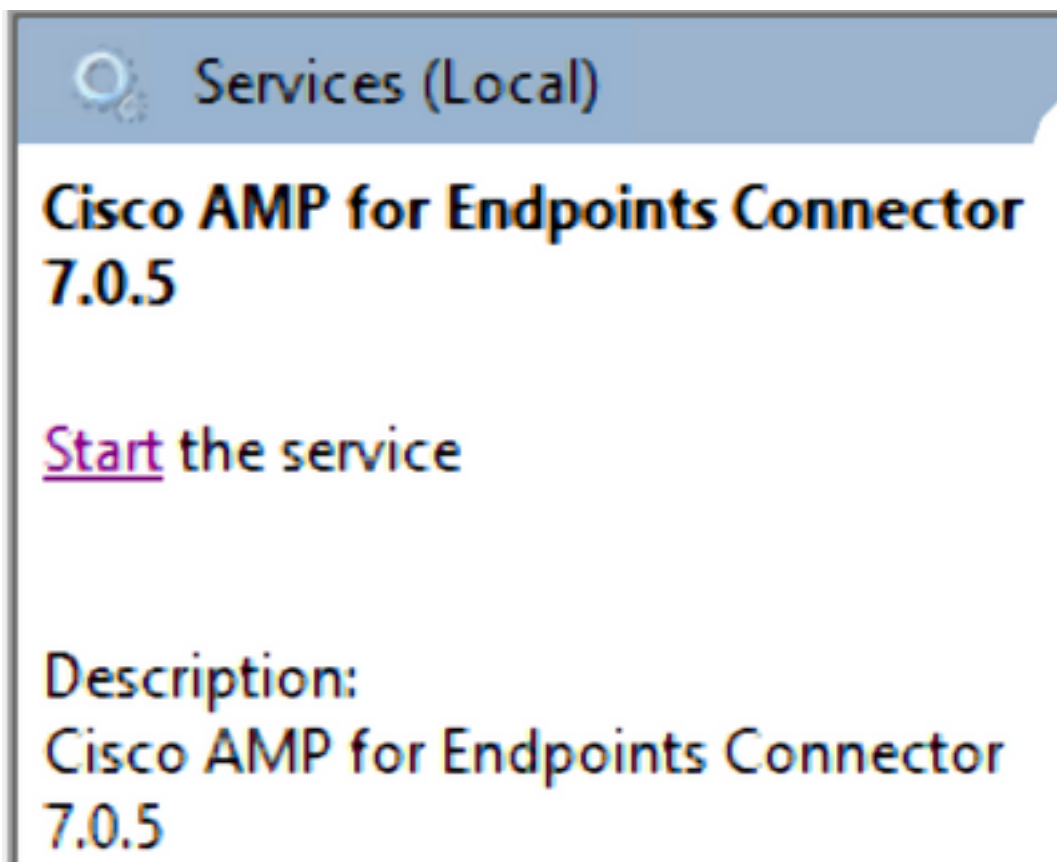 Services (Local)
Cisco AMP for Endpoints Connector
7.0.5
Start the service
Description:
Cisco AMP for Endpoints Connector
7.0.5